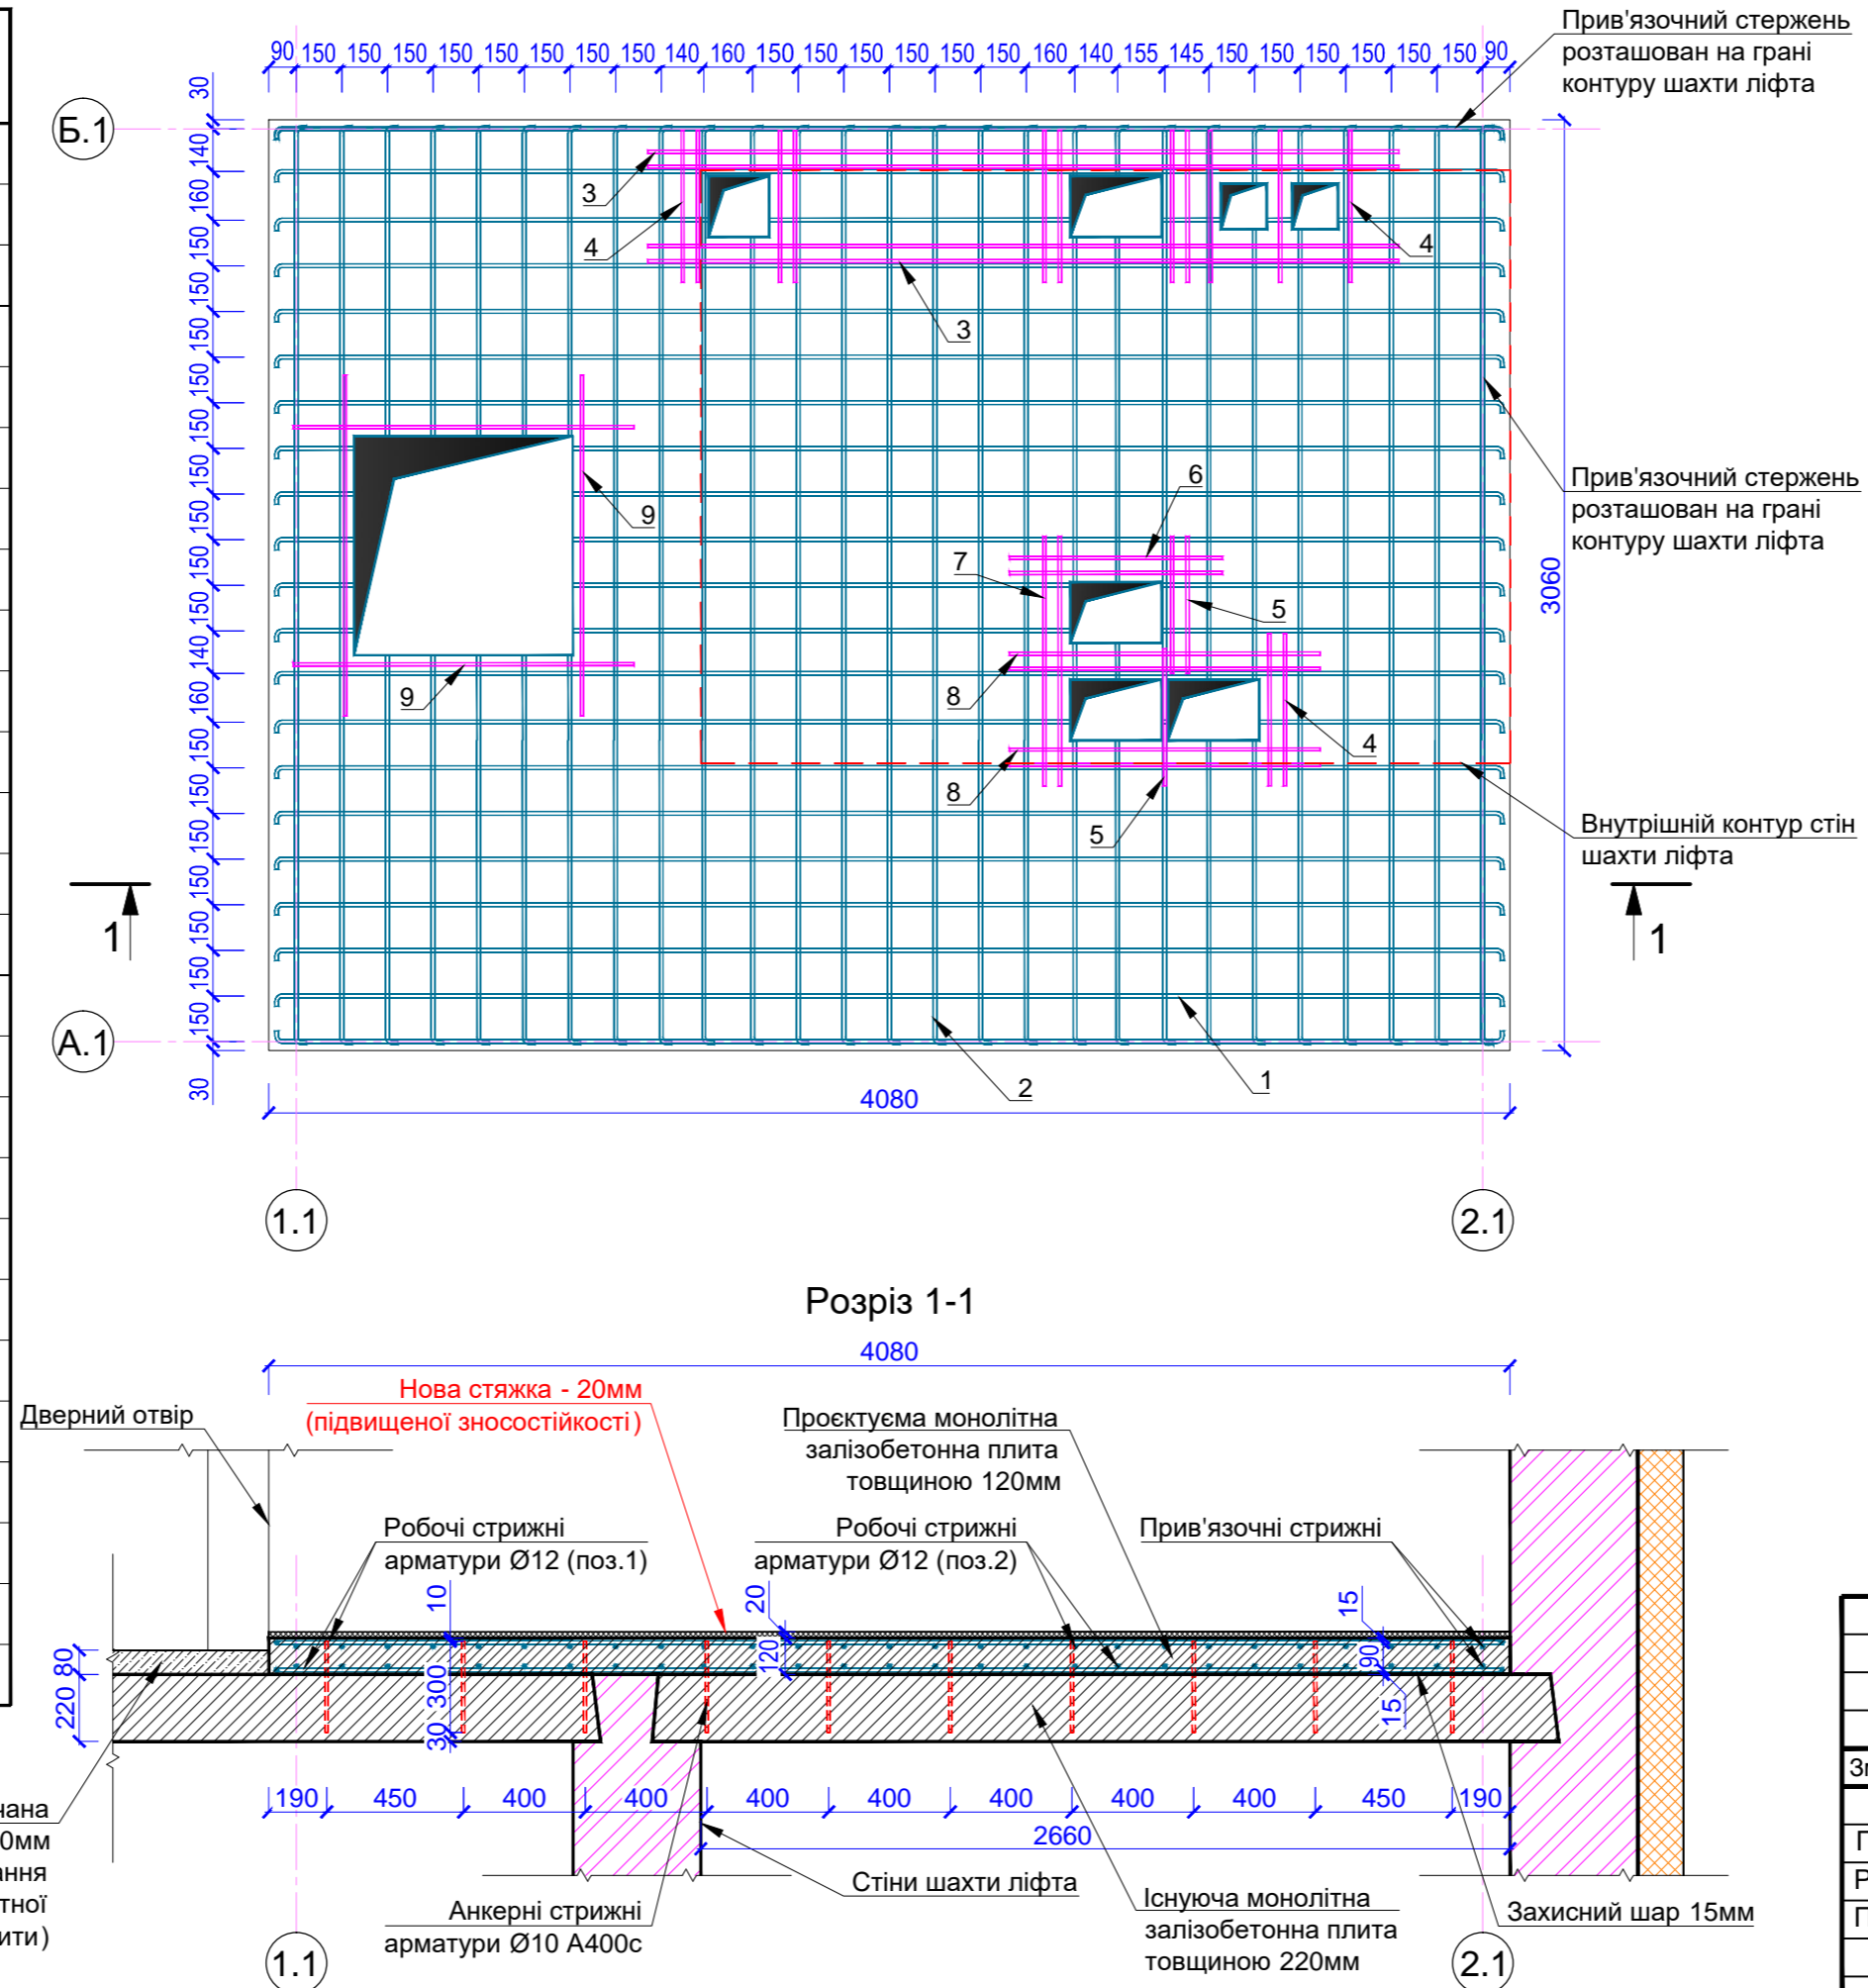 90 150 150 150 150 150 150 150 150 140 160 150 150 150 150 150 150 160 140 155 145 150 150 150 150 150 150 90
Прив'язочний стержень
розташован на грані
контуру шахти ліфта
30
Б.1
140
160
150
150
150
150
150
150
150
150
150
140
160
150
150
150
150
150
150
30
А.1
3
4
4
3
9
9
6
7
5
8
4
8
5
3060
Прив'язочний стержень
розташован на грані
контуру шахти ліфта
Внутрішній контур стін
шахти ліфта
1
1
2
1
4080
1.1
2.1
Розріз 1-1
4080
Нова стяжка - 20мм
(підвищеної зносостійкості)
Дверний отвір
Проєктуєма монолітна
залізобетонна плита
товщиною 120мм
Робочі стрижні
арматури Ø12 (поз.1)
Робочі стрижні
арматури Ø12 (поз.2)
Прив'язочні стрижні
10
20
15
80
220
300
30
120
90
15
190 450 400 400 400 400 400 400 400 450 190
2660
чана
0мм
ання
тної
ити)
Стіни шахти ліфта
Анкерні стрижні
арматури Ø10 А400с
Існуюча монолітна
залізобетонна плита
товщиною 220мм
Захисний шар 15мм
1.1
2.1
Зм
П
Р
П